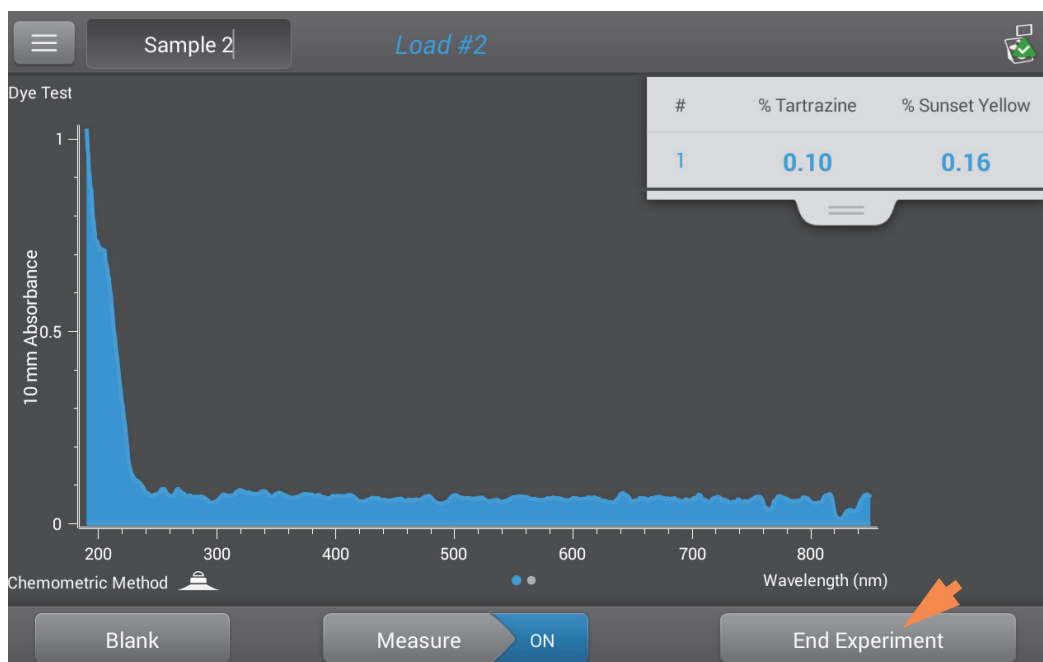 Sample 2 Load #2
Dye Test
# % Tartrazine % Sunset Yellow
1 0.10 0.16
10 mm Absorbance
1
0.5
0
200 300 400 500 600 700 800
Chemometric Method Wavelength (nm)
Blank Measure ON End Experiment